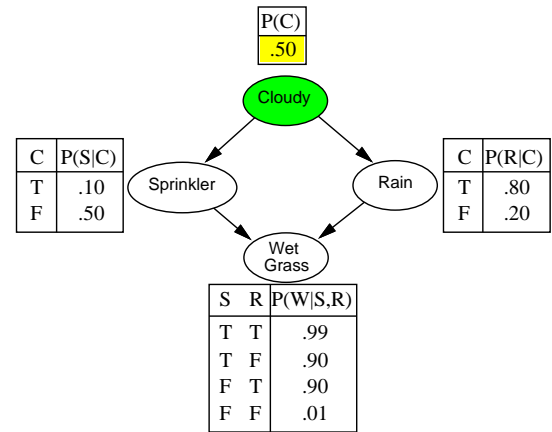 P(C)
.50
Cloudy
C P(S|C)
T .10
F .50
Sprinkler
Rain
C P(R|C)
T .80
F .20
Wet
Grass
S R P(W|S,R)
T T .99
T F .90
F T .90
F F .01